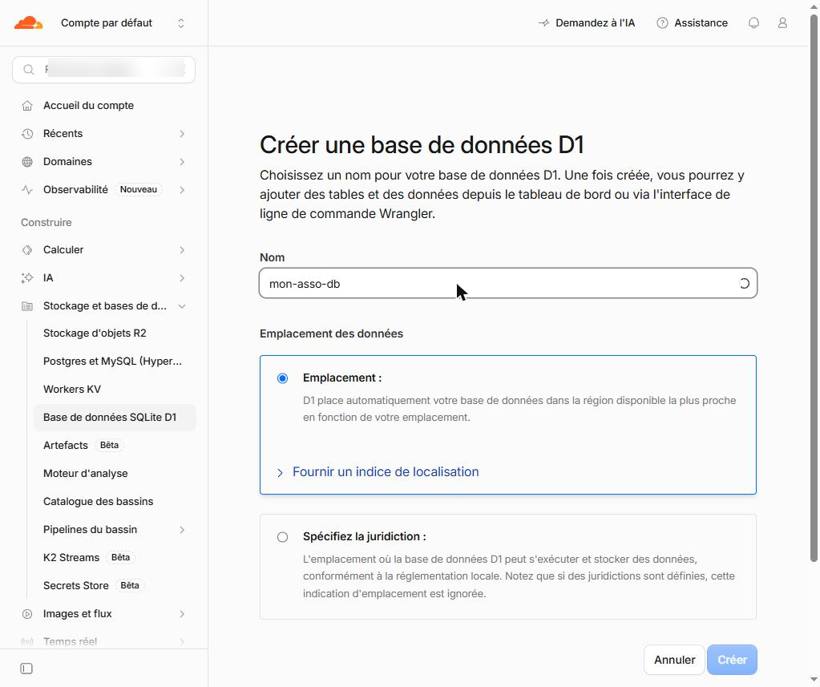 Compte par défaut
Demandez à l'IA
Assistance
Accueil du compte
Récents
Domaines
Observabilité Nouveau
Construire
Calculer
IA
Stockage et bases de d...
Stockage d'objets R2
Postgres et MySQL (Hyper...
Workers KV
Base de données SQLite D1
Artefacts Bêta
Moteur d'analyse
Catalogue des bassins
Pipelines du bassin
K2 Streams Bêta
Secrets Store Bêta
Images et flux
Temps réel
Créer une base de données D1
Choisissez un nom pour votre base de données D1. Une fois créée, vous pourrez y
ajouter des tables et des données depuis le tableau de bord ou via l'interface de
ligne de commande Wrangler.
Nom
mon-asso-db
Emplacement des données
Emplacement :
D1 place automatiquement votre base de données dans la région disponible la plus proche
en fonction de votre emplacement.
Fournir un indice de localisation
Spécifiez la juridiction :
L'emplacement où la base de données D1 peut s'exécuter et stocker des données,
conformément à la réglementation locale. Notez que si des juridictions sont définies, cette
indication d'emplacement est ignorée.
Annuler
Créer